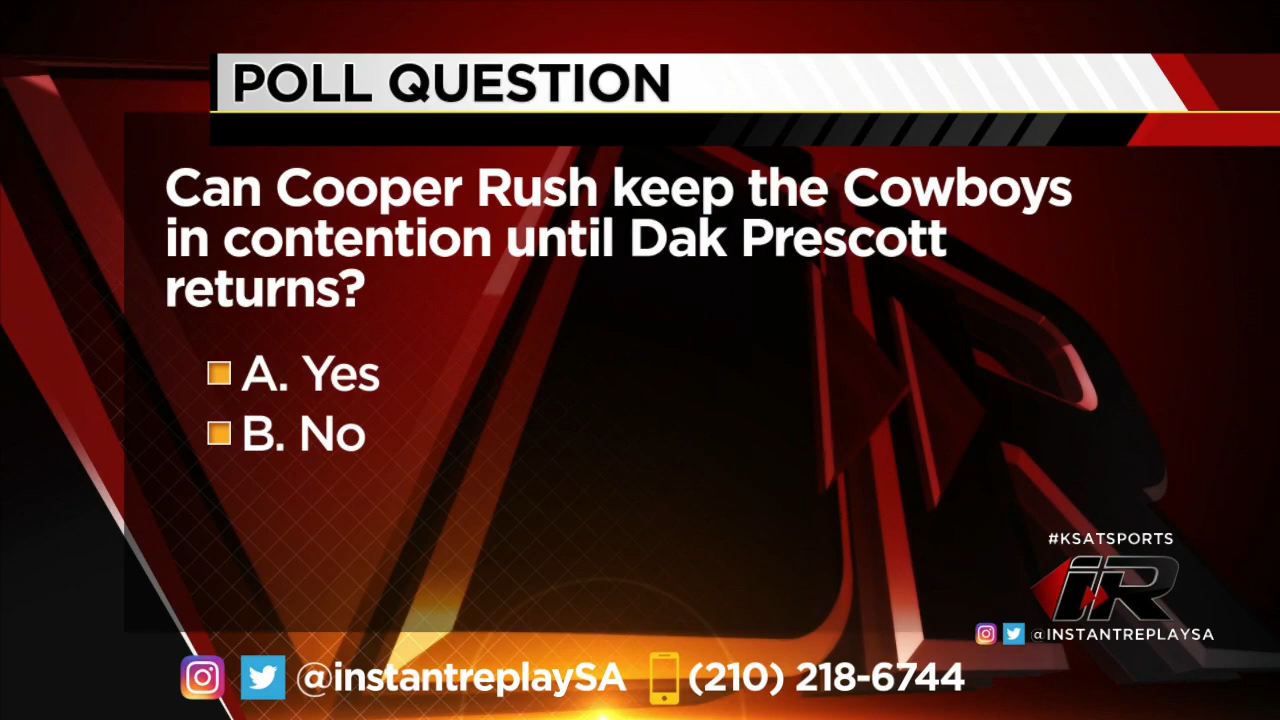 POLL QUESTION
Can Cooper Rush keep the Cowboys
in contention until Dak Prescott
returns?
A. Yes
B. No
#KSATSPORTS
iR
@INSTANTREPLAYSA
@instantreplaySA (210) 218-6744